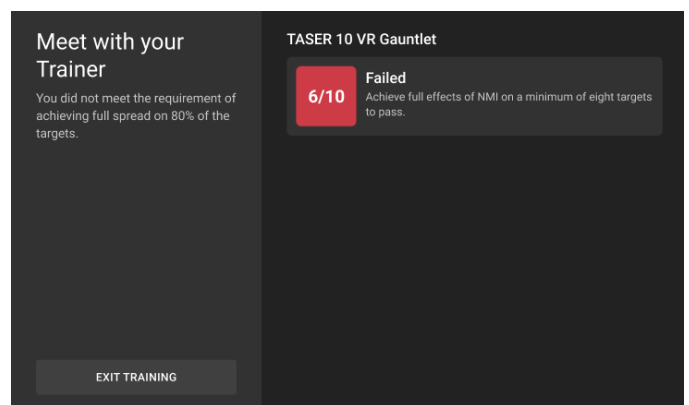 Meet with your
Trainer
You did not meet the requirement of
achieving full spread on 80% of the
targets.
EXIT TRAINING
TASER 10 VR Gauntlet
6/10
Failed
Achieve full effects of NMI on a minimum of eight targets
to pass.